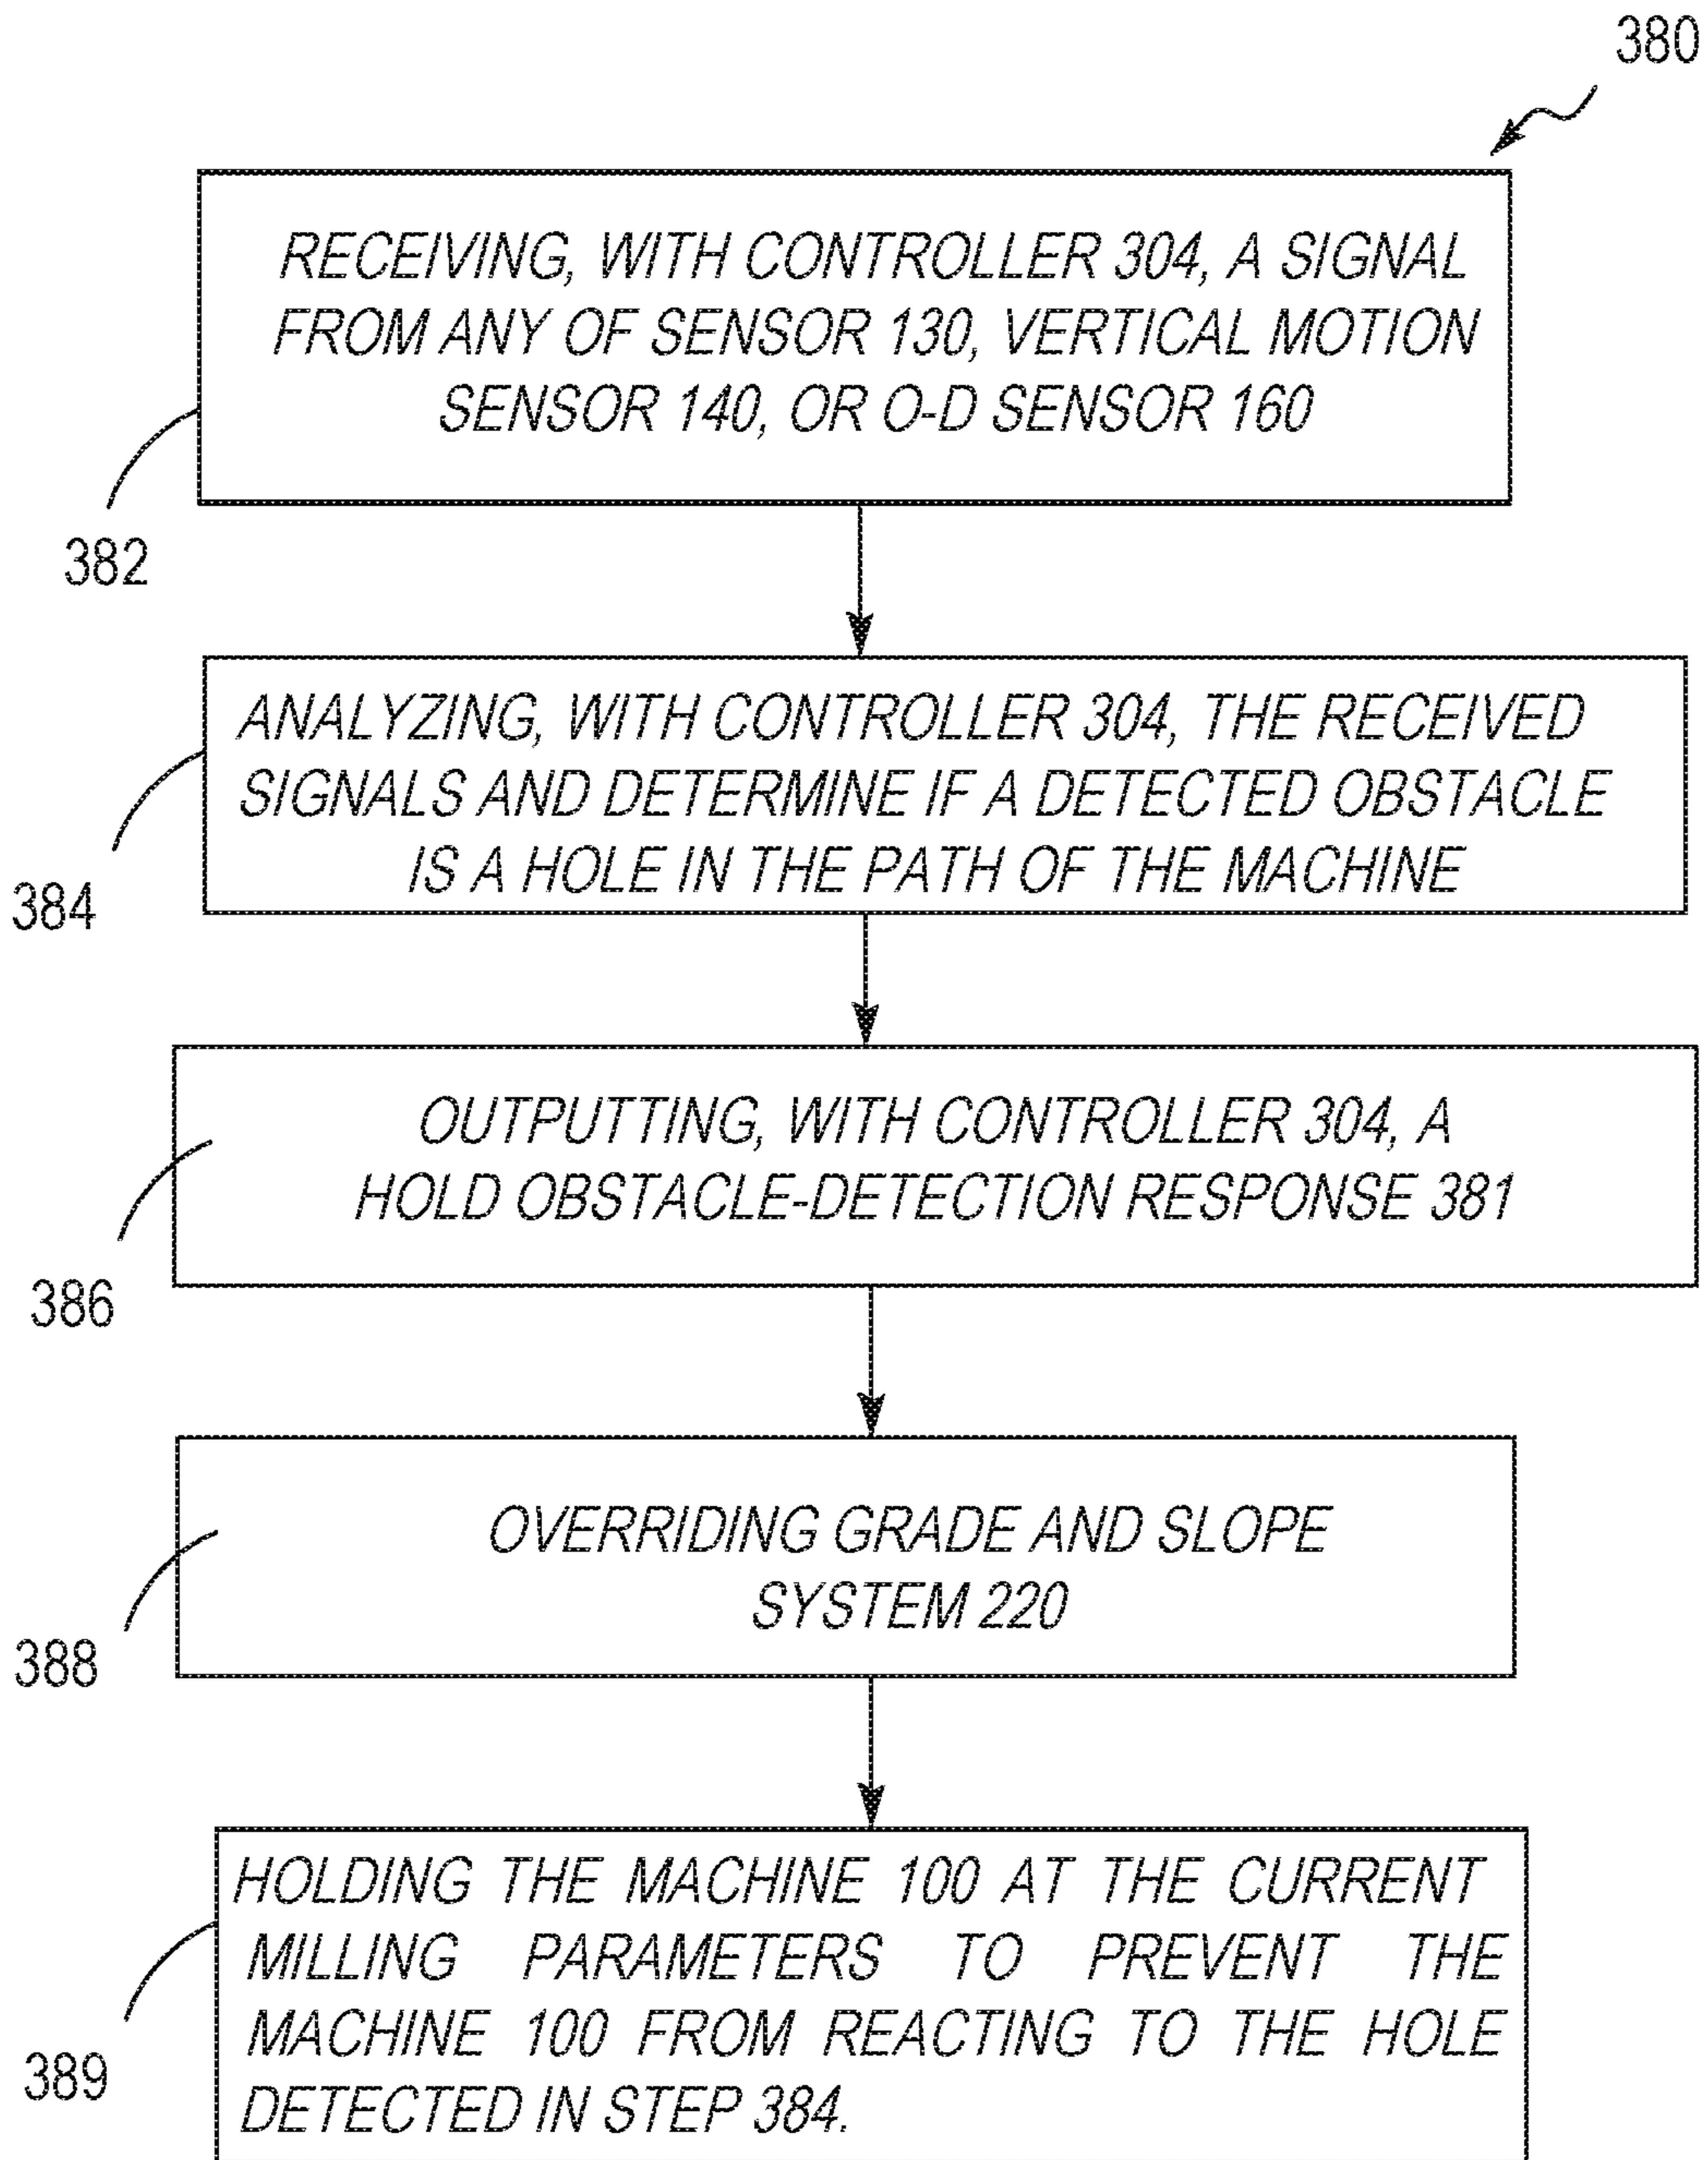 380
RECEIVING, WITH CONTROLLER 304, A SIGNAL
FROM ANY OF SENSOR 130, VERTICAL MOTION
SENSOR 140, OR O-D SENSOR 160
382
ANALYZING, WITH CONTROLLER 304, THE RECEIVED
SIGNALS AND DETERMINE IF A DETECTED OBSTACLE
IS A HOLE IN THE PATH OF THE MACHINE
384
OUTPUTTING, WITH CONTROLLER 304, A
HOLD OBSTACLE-DETECTION RESPONSE 381
386
OVERRIDING GRADE AND SLOPE
SYSTEM 220
388
HOLDING THE MACHINE 100 AT THE CURRENT
MILLING PARAMETERS TO PREVENT THE
MACHINE 100 FROM REACTING TO THE HOLE
DETECTED IN STEP 384.
389